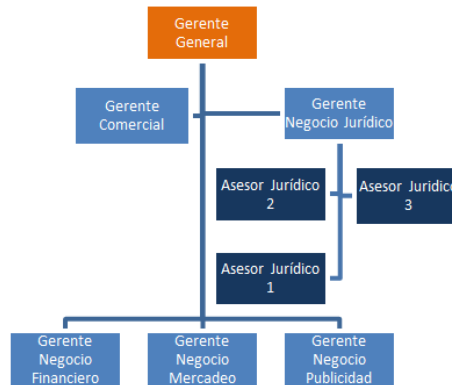 Gerente
General
Gerente
Comercial
Gerente
Negocio Jurídico
Asesor Jurídico
2
Asesor Juridico
3
Asesor Jurídico
1
Gerente
Negocio
Financiero
Gerente
Negocio
Mercadeo
Gerente
Negocio
Publicidad